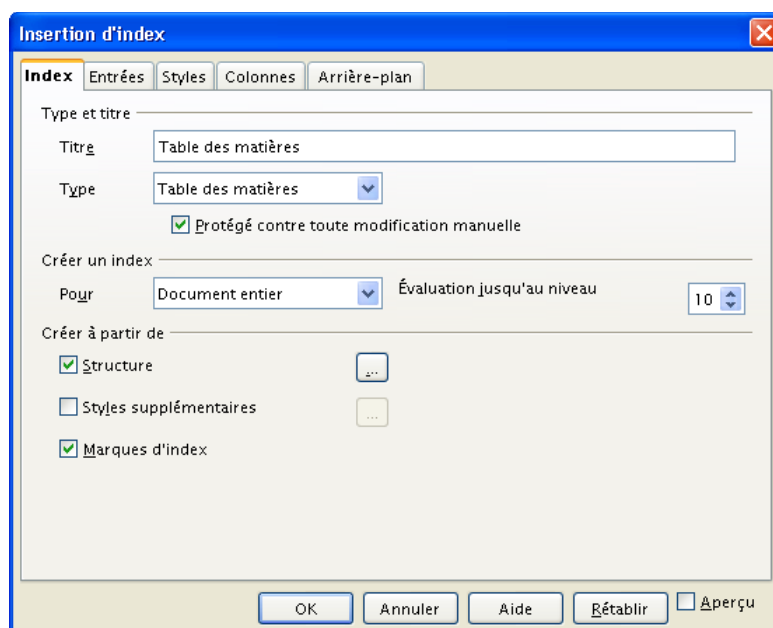 Insertion d'index
Index Entrées Styles Colonnes Arrière-plan
Type et titre
Titre Table des matières
Type Table des matières
Protégé contre toute modification manuelle
Créer un index
Pour Document entier Évaluation jusqu'au niveau 10
Créer à partir de
Structure ...
Styles supplémentaires ...
Marques d'index
OK Annuler Aide Rétablir Aperçu